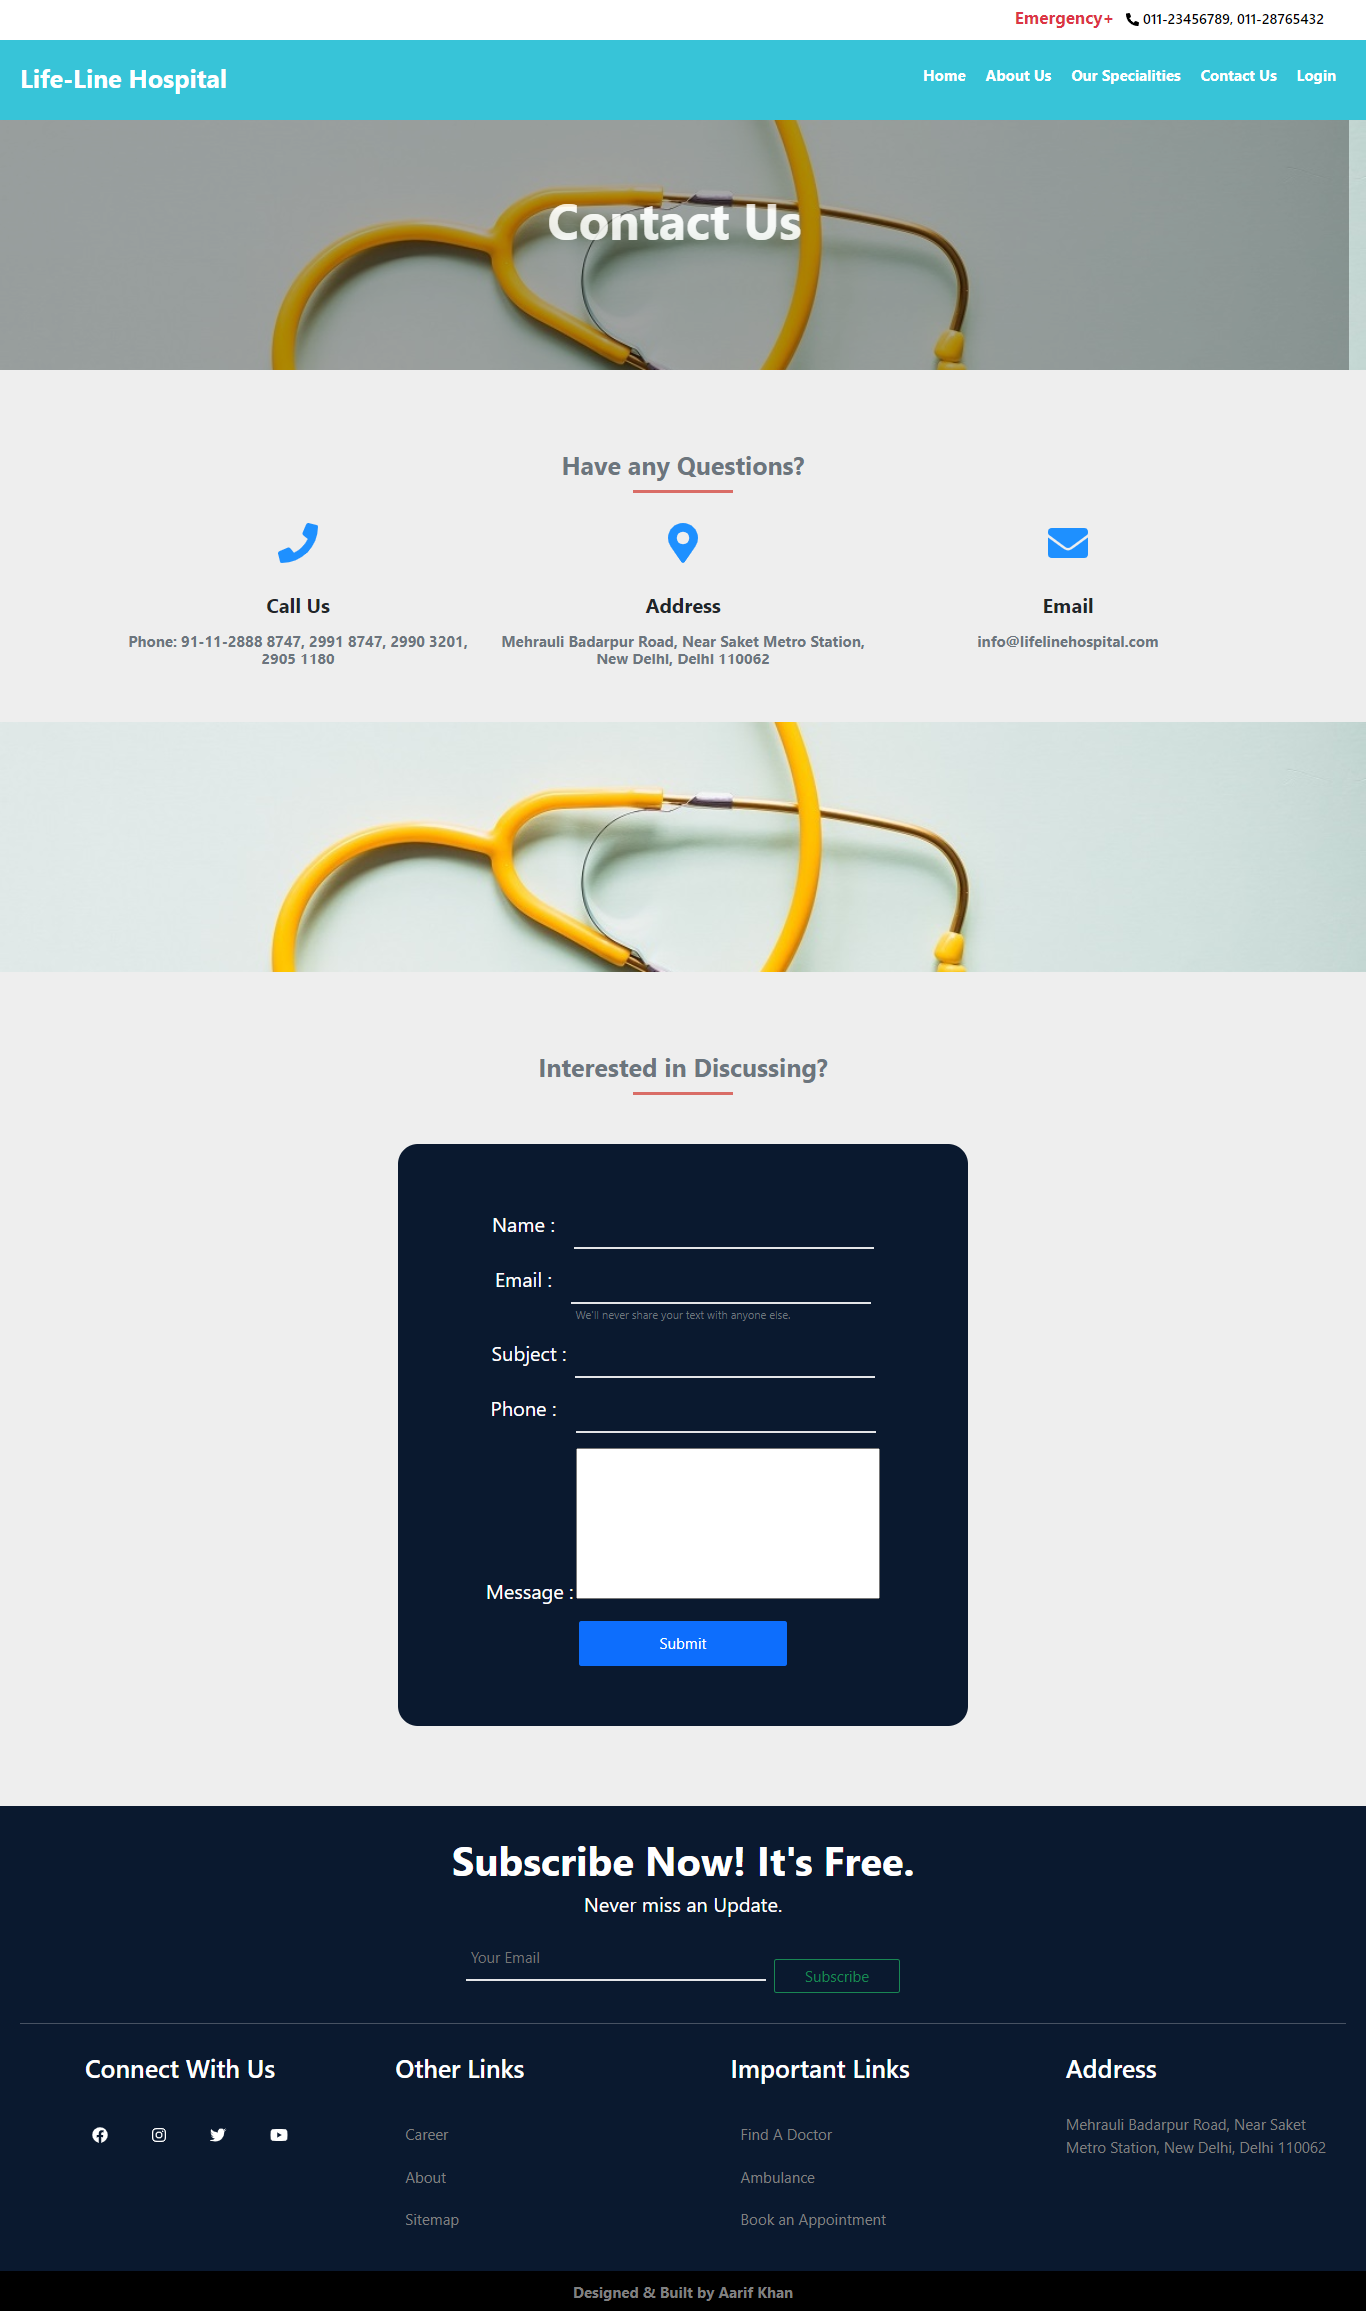 Emergency+ 011-23456789, 011-28765432
Life-Line Hospital
Home About Us Our Specialities Contact Us Login
Contact Us
Have any Questions?
Call Us
Phone: 91-11-2888 8747, 2991 8747, 2990 3201,
2905 1180
Address
Mehrauli Badarpur Road, Near Saket Metro Station,
New Delhi, Delhi 110062
Email
info@lifelinehospital.com
Interested in Discussing?
Name :
Email :
We'll never share your text with anyone else.
Subject :
Phone :
Message :
Submit
Subscribe Now! It's Free.
Never miss an Update.
Your Email
Subscribe
Connect With Us
Other Links
Career
About
Sitemap
Important Links
Find A Doctor
Ambulance
Book an Appointment
Address
Mehrauli Badarpur Road, Near Saket
Metro Station, New Delhi, Delhi 110062
Designed & Built by Aarif Khan